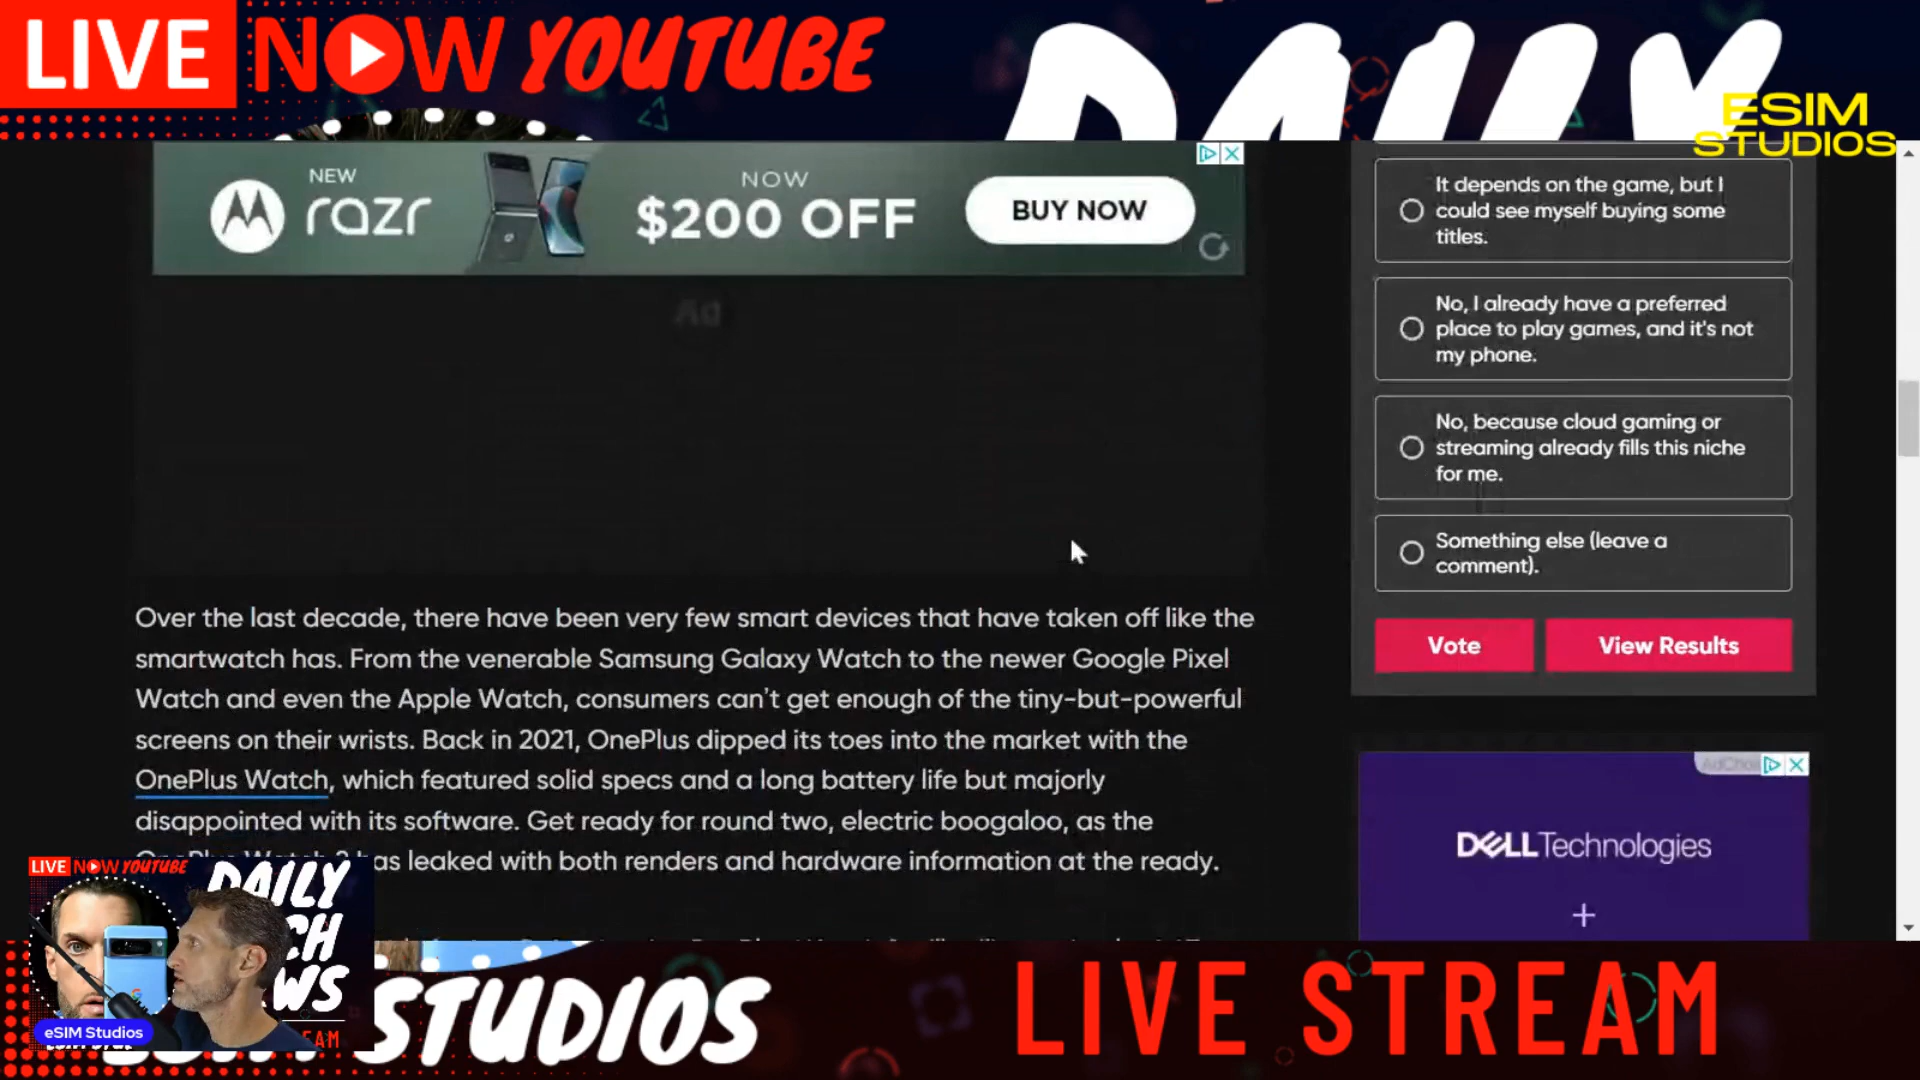 LIVE NOW YOUTUBE
DAILY
ESIM
STUDIOS
NEW
razr
NOW
$200 OFF
BUY NOW
Ad
It depends on the game, but I
could see myself buying some
titles.
No, I already have a preferred
place to play games, and it's not
my phone.
No, because cloud gaming or
streaming already fills this niche
for me.
Something else (leave a
comment).
Vote
View Results
Over the last decade, there have been very few smart devices that have taken off like the
smartwatch has. From the venerable Samsung Galaxy Watch to the newer Google Pixel
Watch and even the Apple Watch, consumers can't get enough of the tiny-but-powerful
screens on their wrists. Back in 2021, OnePlus dipped its toes into the market with the
OnePlus Watch, which featured solid specs and a long battery life but majorly
disappointed with its software. Get ready for round two, electric boogaloo, as the
OnePlus Watch 2 has leaked with both renders and hardware information at the ready.
DELL Technologies
+
LIVE NOW YOUTUBE
DAILY
eSIM Studios
STUDIOS
LIVE STREAM